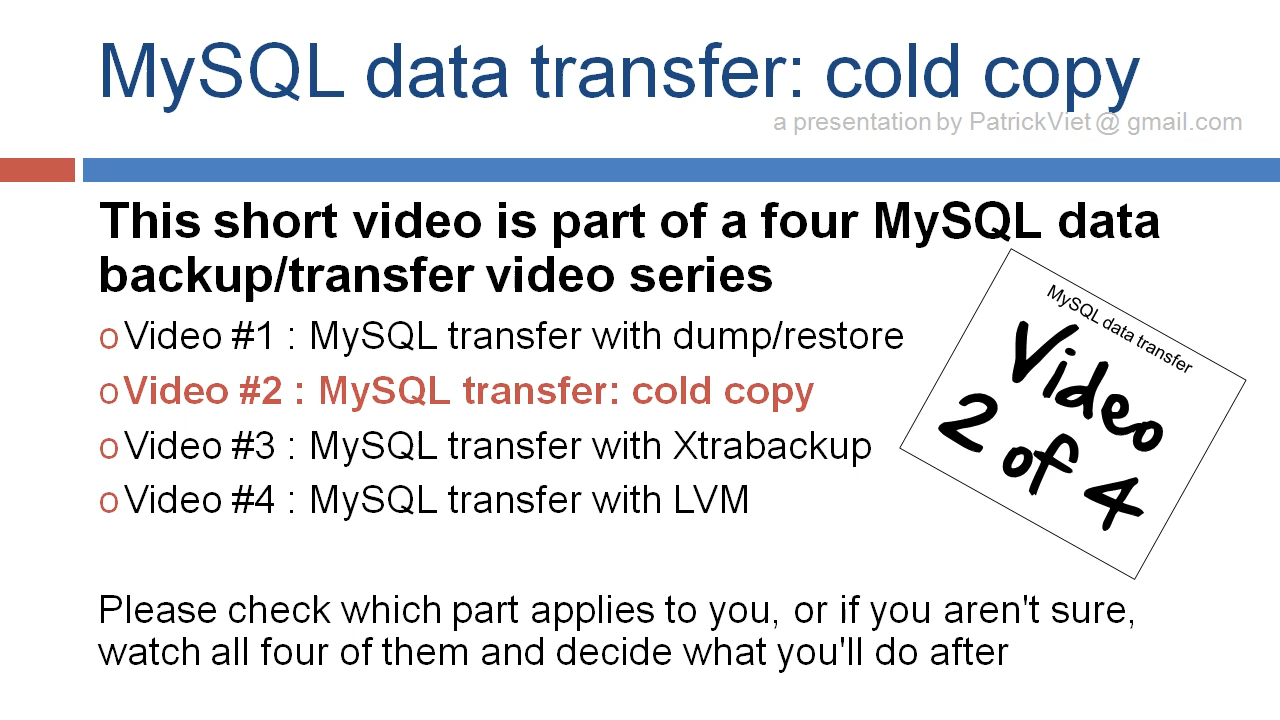 MySQL data transfer: cold copy
a presentation by PatrickViet @ gmail.com
This short video is part of a four MySQL data
backup/transfer video series
o Video #1 : MySQL transfer with dump/restore
o Video #2 : MySQL transfer: cold copy
o Video #3 : MySQL transfer with Xtrabackup
o Video #4 : MySQL transfer with LVM
MySQL data transfer
Video
2 of 4
Please check which part applies to you, or if you aren't sure,
watch all four of them and decide what you'll do after